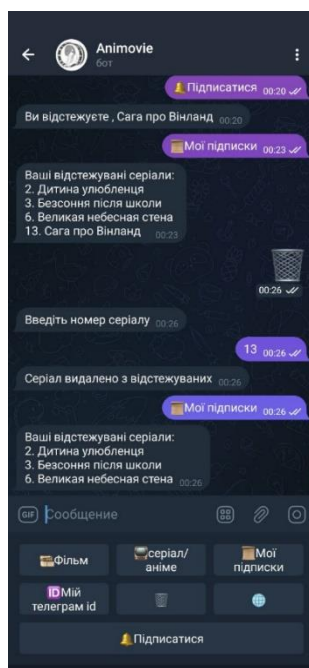 Animovie
бот
🔔Підписатися 00:20
Ви відстежуєте , Сага про Вінланд 00:20
Мої підписки 00:23
Ваші відстежувані серіали:
2. Дитина улюбленця
3. Безсоння після школи
6. Великая небесная стена
13. Сага про Вінланд 00:23
00:26
Введіть номер серіалу 00:26
13 00:26
Серіал видалено з відстежуваних 00:26
Мої підписки 00:26
Ваші відстежувані серіали:
2. Дитина улюбленця
3. Безсоння після школи
6. Великая небесная стена 00:26
GIF Сообщение
Фільм
серіал/
аніме
Мої
підписки
🆔Мій
телеграм id
🔔Підписатися